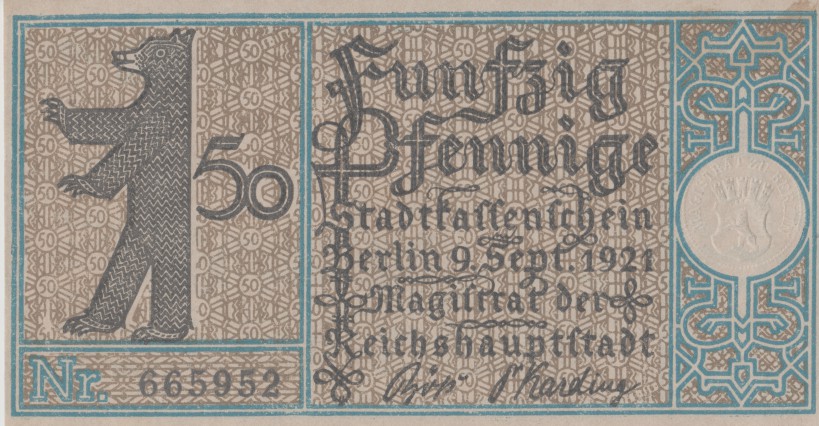 50
Funfzig
Pfennige
Stadtkassenschein
Berlin 9. Sept. 1921
Magistrat der
Reichshauptstadt
Nr. 665952